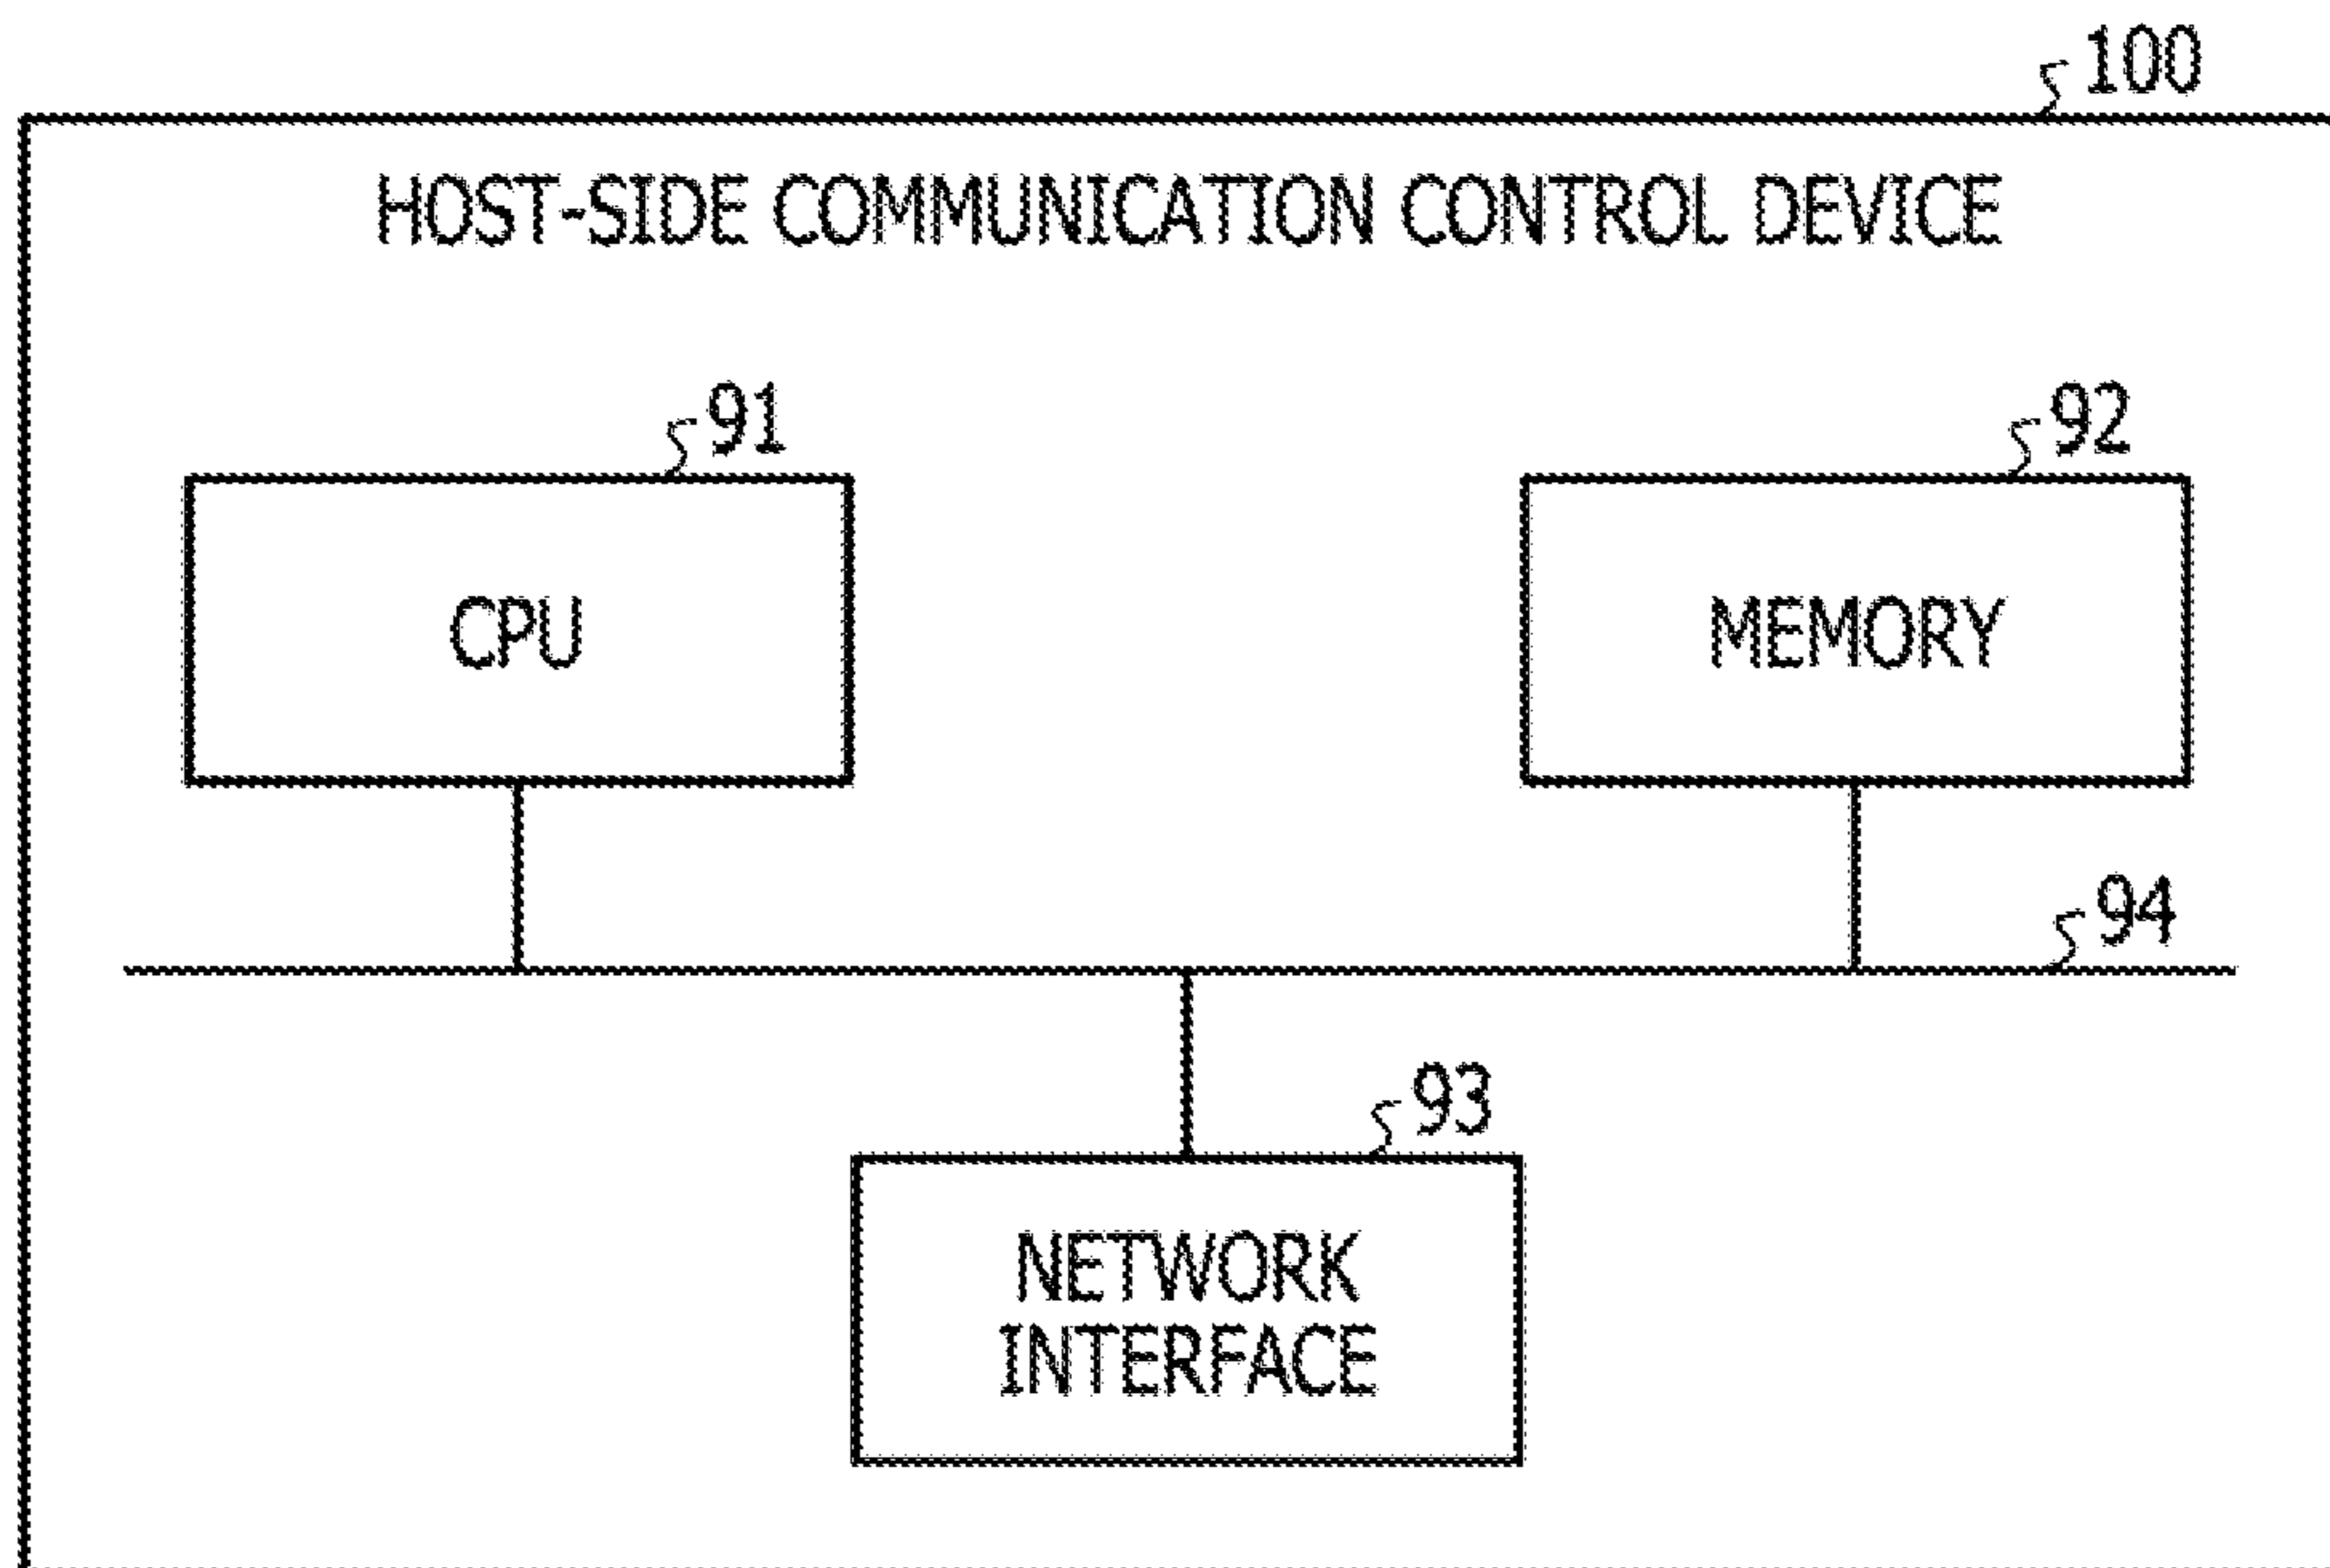 100
HOST-SIDE COMMUNICATION CONTROL DEVICE
91
92
CPU
MEMORY
94
93
NETWORK
INTERFACE